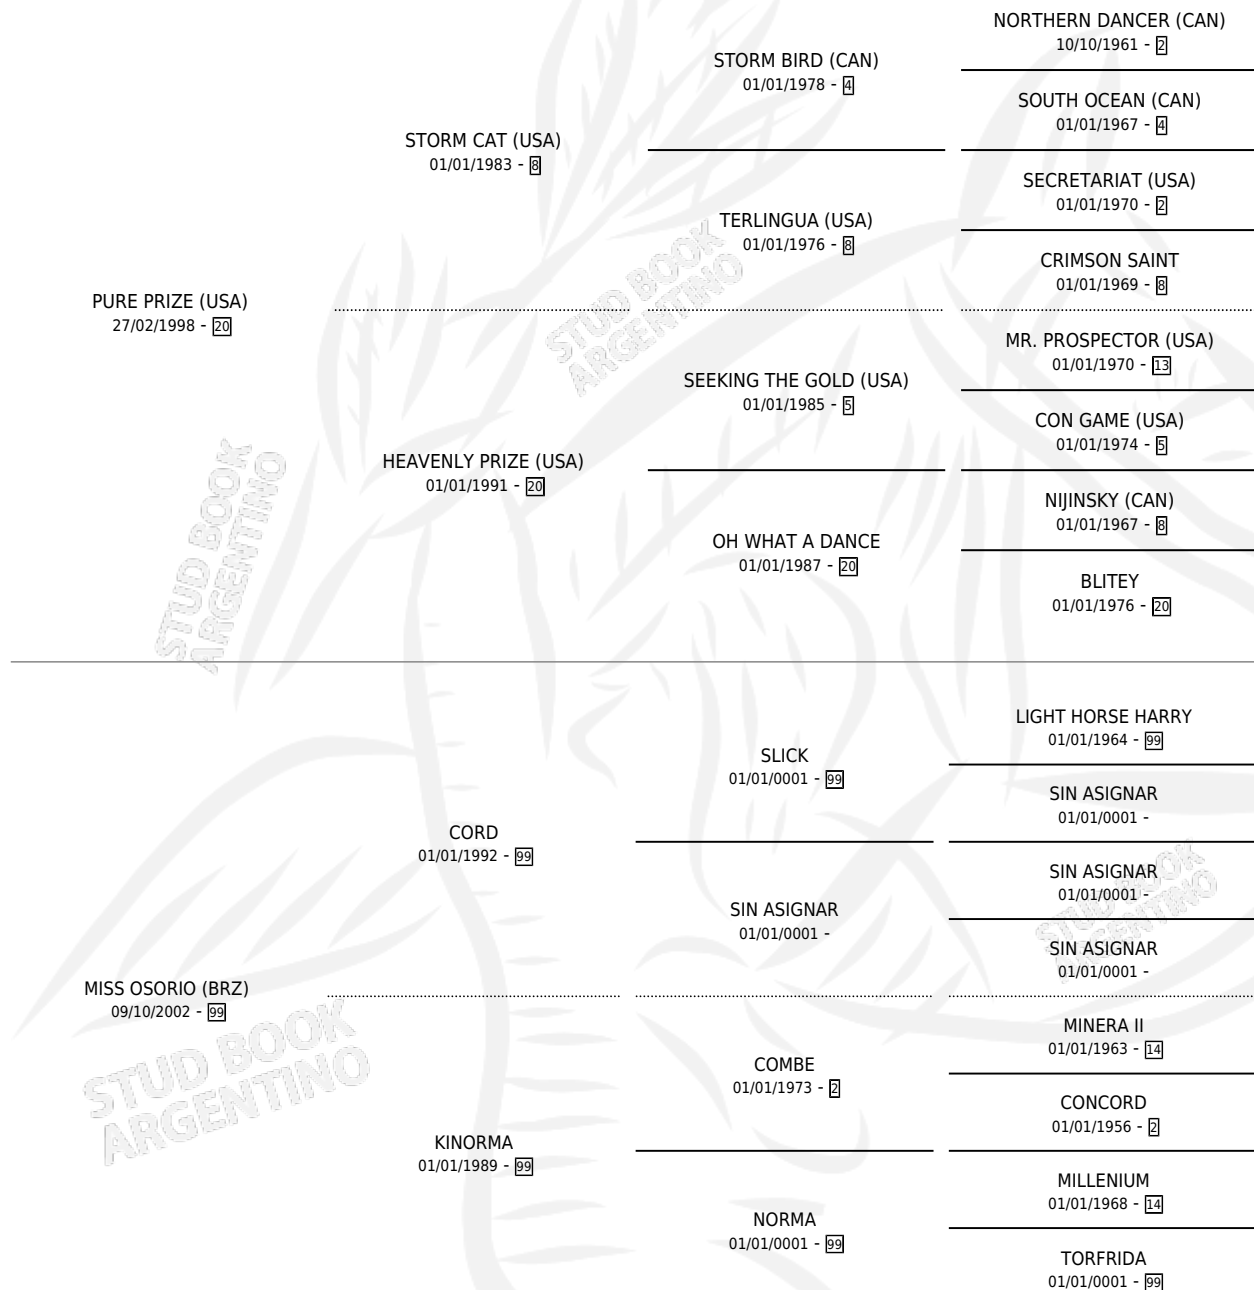 NORTHERN DANCER (CAN)
10/10/1961 - 2
STORM BIRD (CAN)
01/01/1978 - 4
SOUTH OCEAN (CAN)
01/01/1967 - 4
STORM CAT (USA)
01/01/1983 - 8
SECRETARIAT (USA)
01/01/1970 - 2
TERLINGUA (USA)
01/01/1976 - 8
CRIMSON SAINT
01/01/1969 - 8
PURE PRIZE (USA)
27/02/1998 - 20
MR. PROSPECTOR (USA)
01/01/1970 - 13
SEEKING THE GOLD (USA)
01/01/1985 - 5
CON GAME (USA)
01/01/1974 - 5
HEAVENLY PRIZE (USA)
01/01/1991 - 20
NIJINSKY (CAN)
01/01/1967 - 8
OH WHAT A DANCE
01/01/1987 - 20
BLITEY
01/01/1976 - 20
LIGHT HORSE HARRY
01/01/1964 - 99
SLICK
01/01/0001 - 99
SIN ASIGNAR
01/01/0001 -
CORD
01/01/1992 - 99
SIN ASIGNAR
01/01/0001 -
SIN ASIGNAR
01/01/0001 -
SIN ASIGNAR
01/01/0001 -
MISS OSORIO (BRZ)
09/10/2002 - 99
MINERA II
01/01/1963 - 14
COMBE
01/01/1973 - 2
CONCORD
01/01/1956 - 2
KINORMA
01/01/1989 - 99
MILLENIUM
01/01/1968 - 14
NORMA
01/01/0001 - 99
TORFRIDA
01/01/0001 - 99
STUD BOOK
ARGENTINO
STUD BOOK
ARGENTINO
STUD BOOK
ARGENTINO
STUD BOOK
ARGENTINO